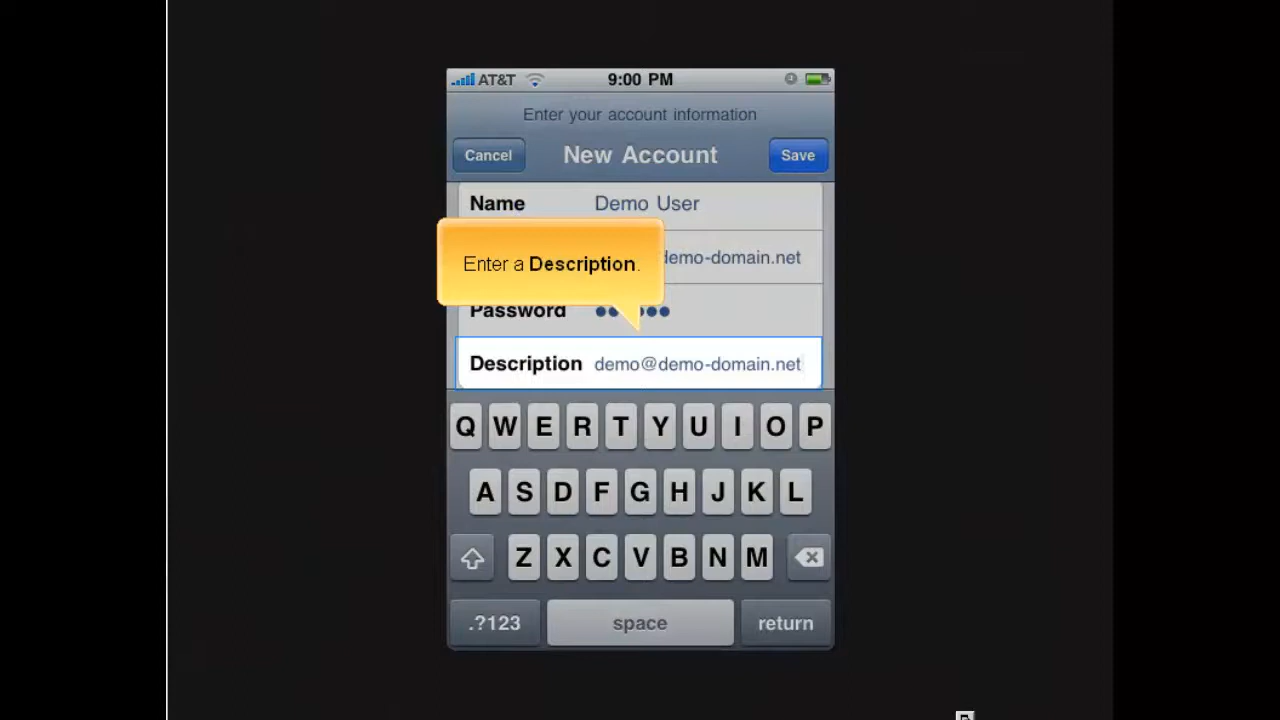 AT&T 9:00 PM
Enter your account information
Cancel New Account Save
Name Demo User
Enter a Description.
demo-domain.net
Password
Description demo@demo-domain.net
Q W E R T Y U I O P
A S D F G H J K L
Z X C V B N M
.?123 space return